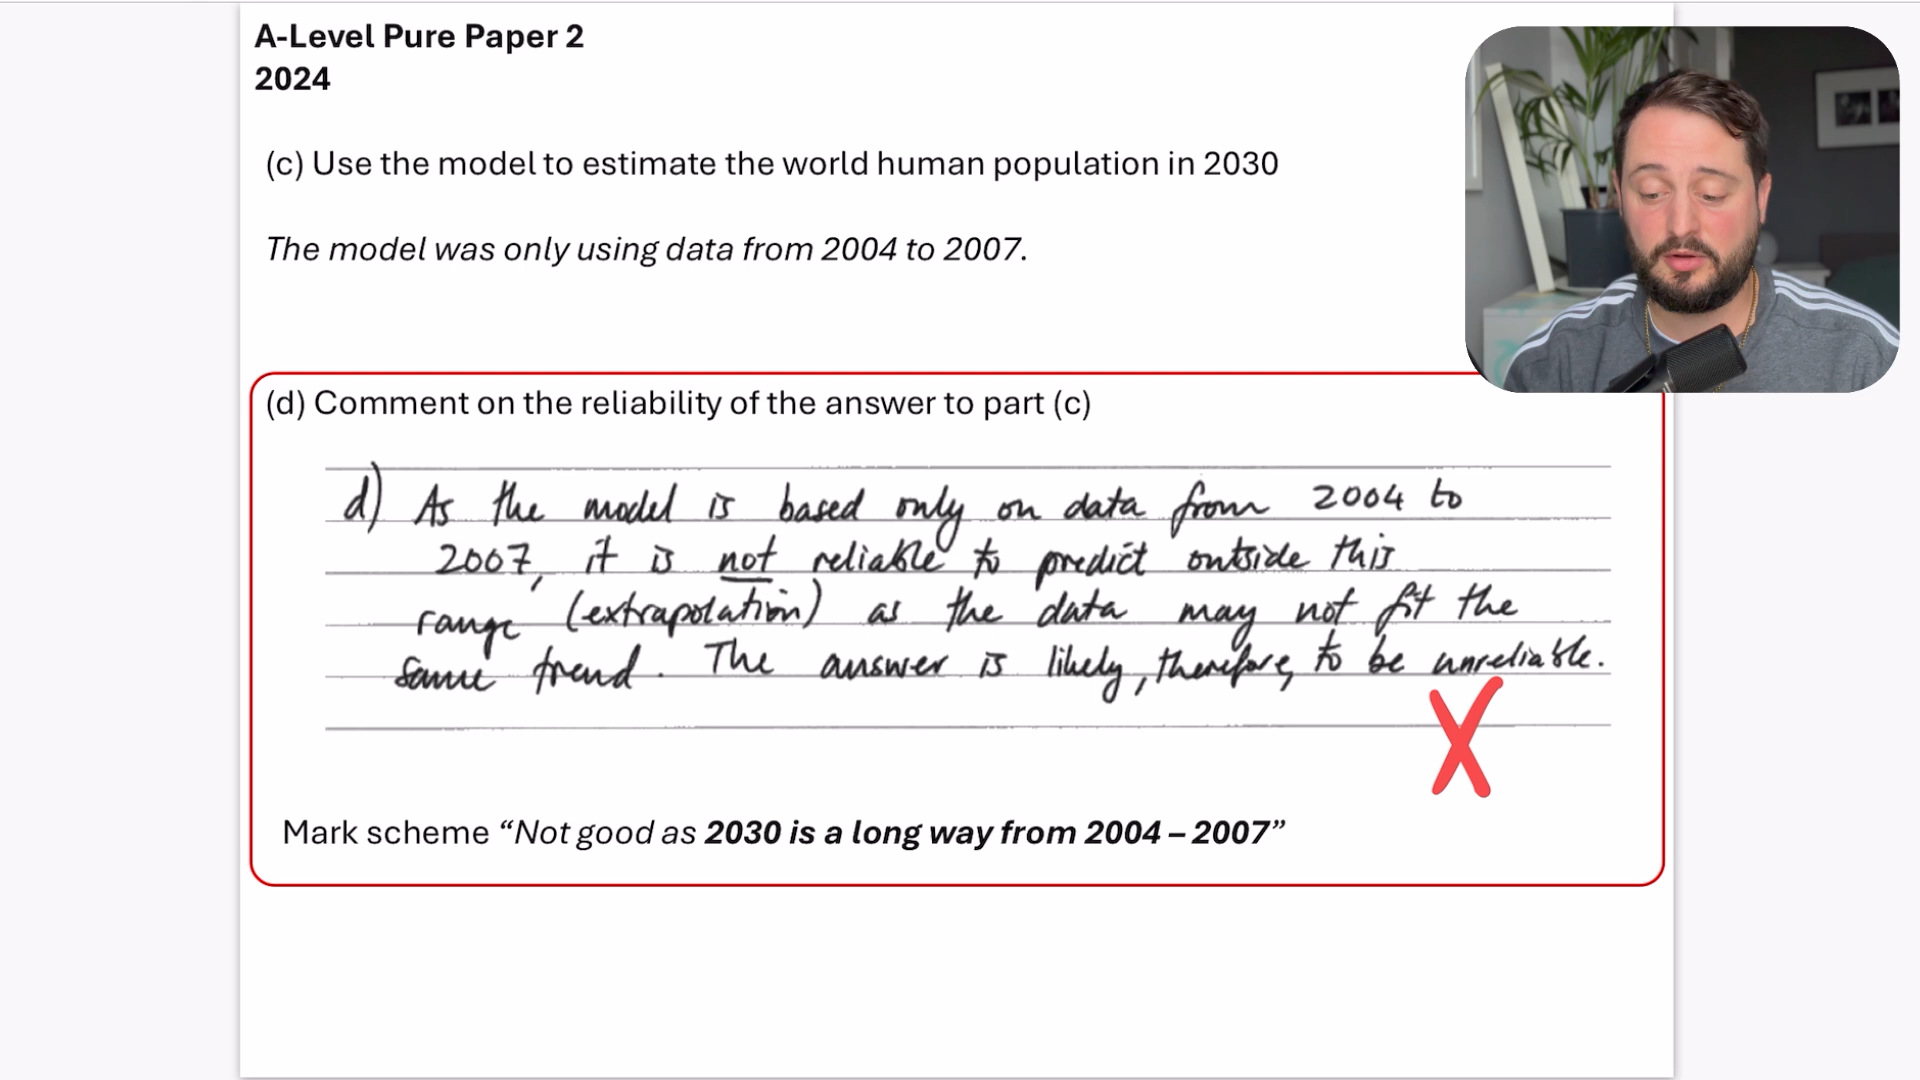 A-Level Pure Paper 2
2024
(c) Use the model to estimate the world human population in 2030
The model was only using data from 2004 to 2007.
(d) Comment on the reliability of the answer to part (c)
d) As the model is based only on data from 2004 to
2007, it is not reliable to predict outside this
range (extrapolation) as the data may not fit the
same trend. The answer is likely, therefore, to be unreliable.
X
Mark scheme “Not good as 2030 is a long way from 2004 – 2007”